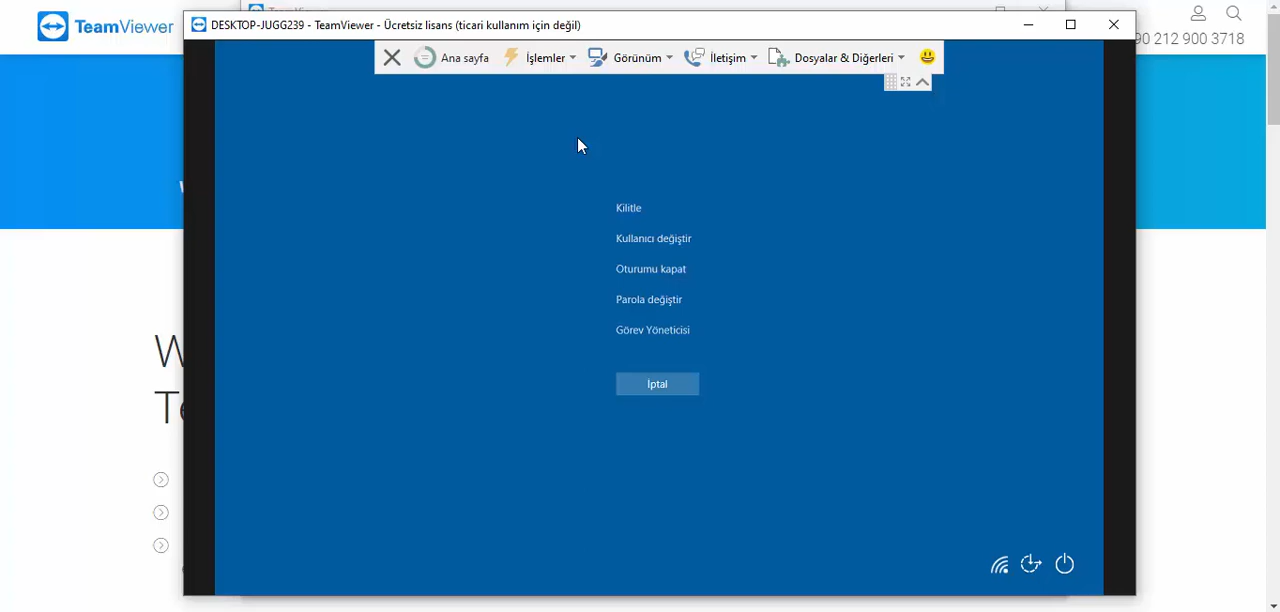 TeamViewer
DESKTOP-JUGG239 - TeamViewer - Ücretsiz lisans (ticari kullanım için değil)
90 212 900 3718
Ana sayfa
İşlemler
Görünüm
İletişim
Dosyalar & Diğerleri
Kilitle
Kullanıcı değiştir
Oturumu kapat
Parola değiştir
Görev Yöneticisi
İptal
W
Te